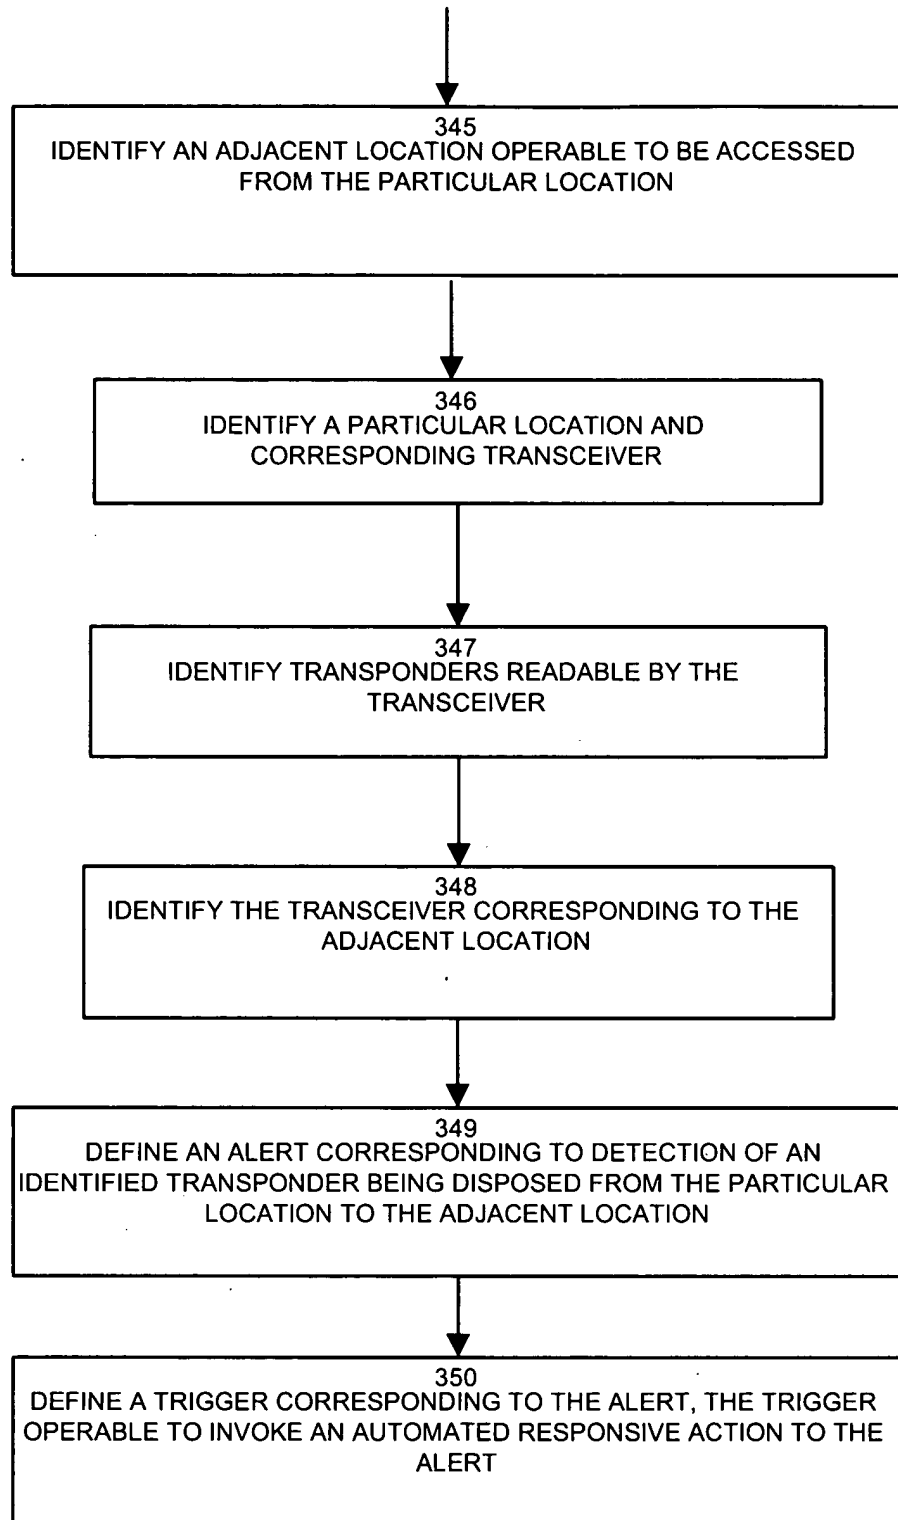 345
IDENTIFY AN ADJACENT LOCATION OPERABLE TO BE ACCESSED
FROM THE PARTICULAR LOCATION
346
IDENTIFY A PARTICULAR LOCATION AND
CORRESPONDING TRANSCEIVER
347
IDENTIFY TRANSPONDERS READABLE BY THE
TRANSCEIVER
348
IDENTIFY THE TRANSCEIVER CORRESPONDING TO THE
ADJACENT LOCATION
349
DEFINE AN ALERT CORRESPONDING TO DETECTION OF AN
IDENTIFIED TRANSPONDER BEING DISPOSED FROM THE PARTICULAR
LOCATION TO THE ADJACENT LOCATION
350
DEFINE A TRIGGER CORRESPONDING TO THE ALERT, THE TRIGGER
OPERABLE TO INVOKE AN AUTOMATED RESPONSIVE ACTION TO THE
ALERT